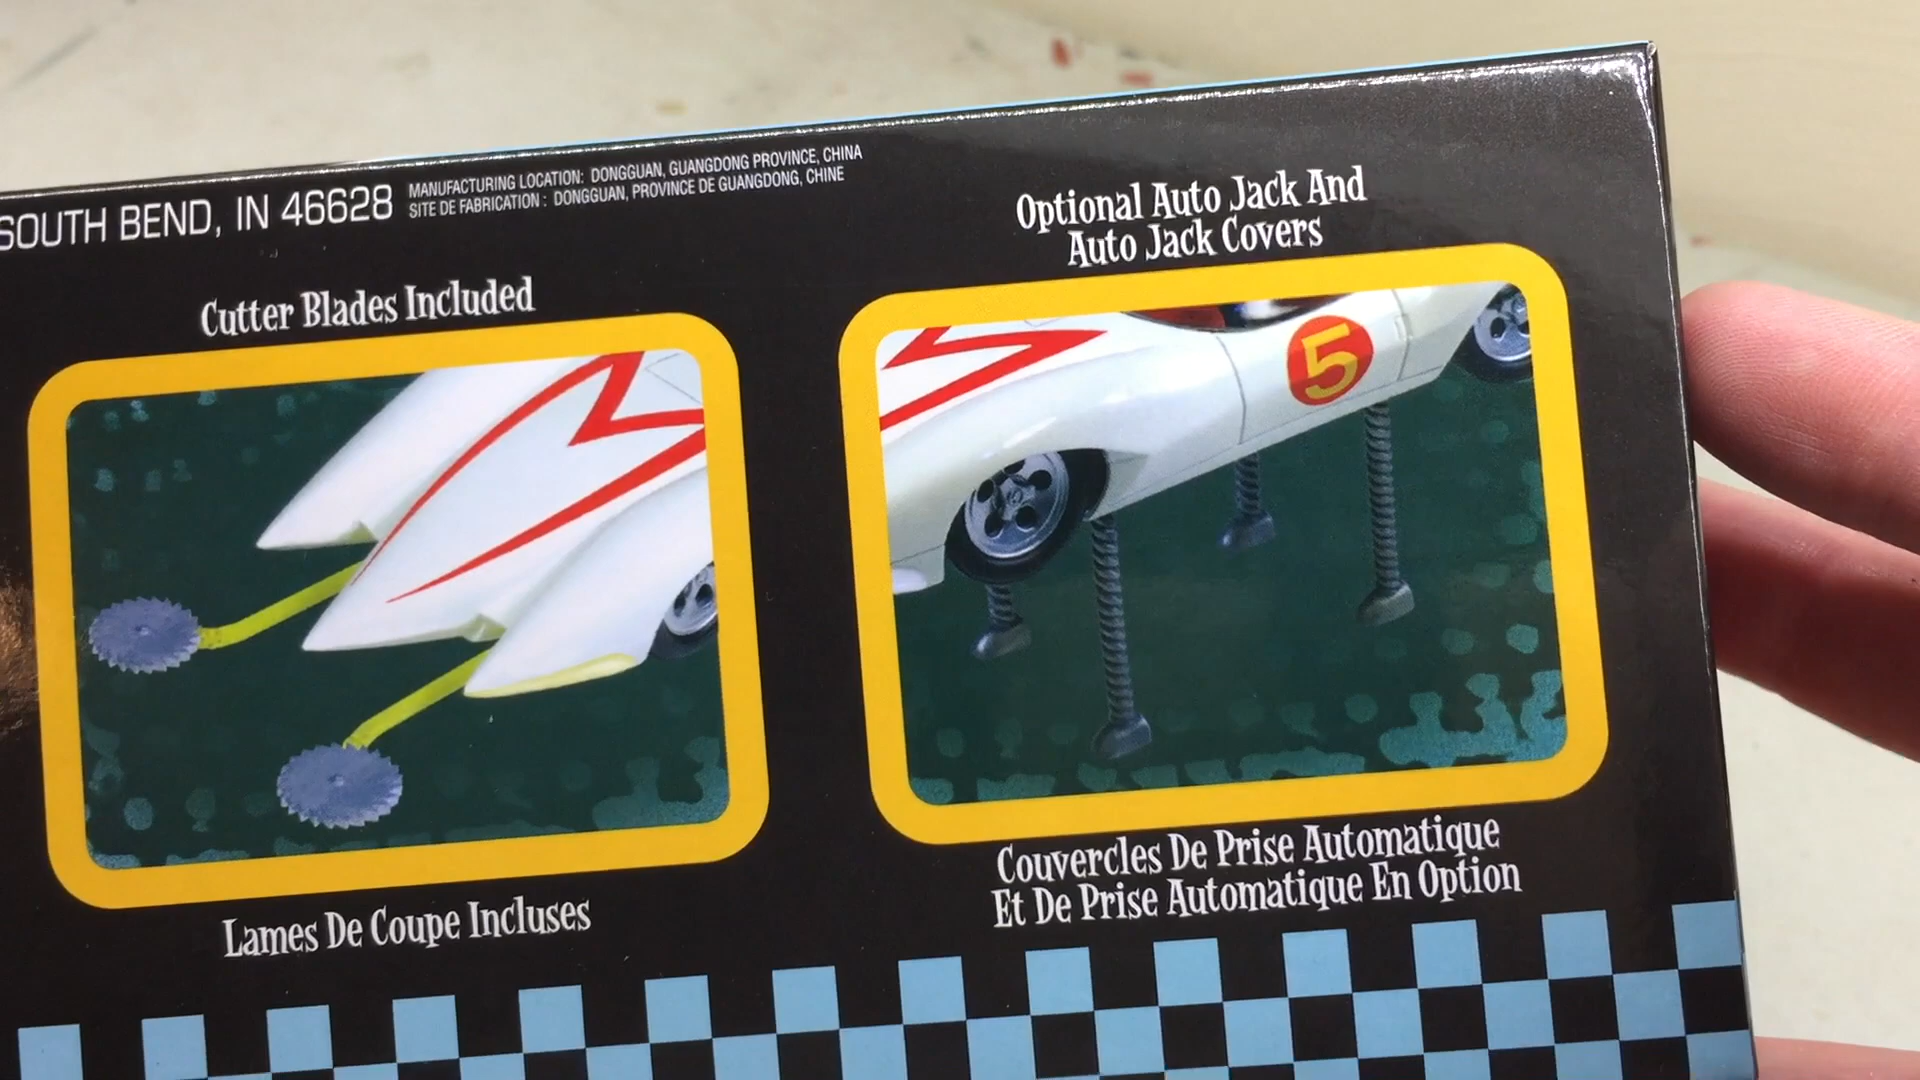 SOUTH BEND, IN 46628
MANUFACTURING LOCATION: DONGGUAN, GUANGDONG PROVINCE, CHINA
SITE DE FABRICATION : DONGGUAN, PROVINCE DE GUANGDONG, CHINE
Cutter Blades Included
Lames De Coupe Incluses
Optional Auto Jack And
Auto Jack Covers
5
Couvercles De Prise Automatique
Et De Prise Automatique En Option